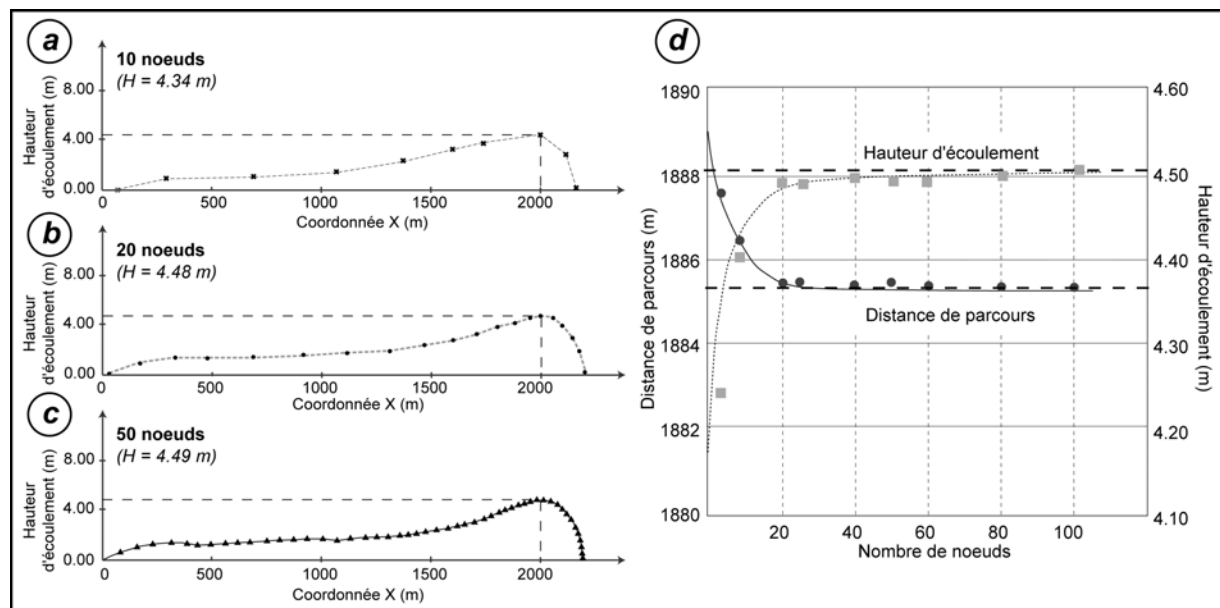 a
10 noeuds
(H = 4.34 m)
Hauteur
d'écoulement (m)
8.00
4.00
0.00
0
500
1000
1500
2000
Coordonnée X (m)
b
20 noeuds
(H = 4.48 m)
Hauteur
d'écoulement (m)
8.00
4.00
0.00
0
500
1000
1500
2000
Coordonnée X (m)
c
50 noeuds
(H = 4.49 m)
Hauteur
d'écoulement (m)
8.00
4.00
0.00
0
500
1000
1500
2000
Coordonnée X (m)
d
Distance de parcours (m)
1890
1888
1886
1884
1882
1880
Hauteur d'écoulement
Distance de parcours
20
40
60
80
100
Nombre de noeuds
4.60
4.50
4.40
4.30
4.20
4.10
Hauteur d'écoulement (m)